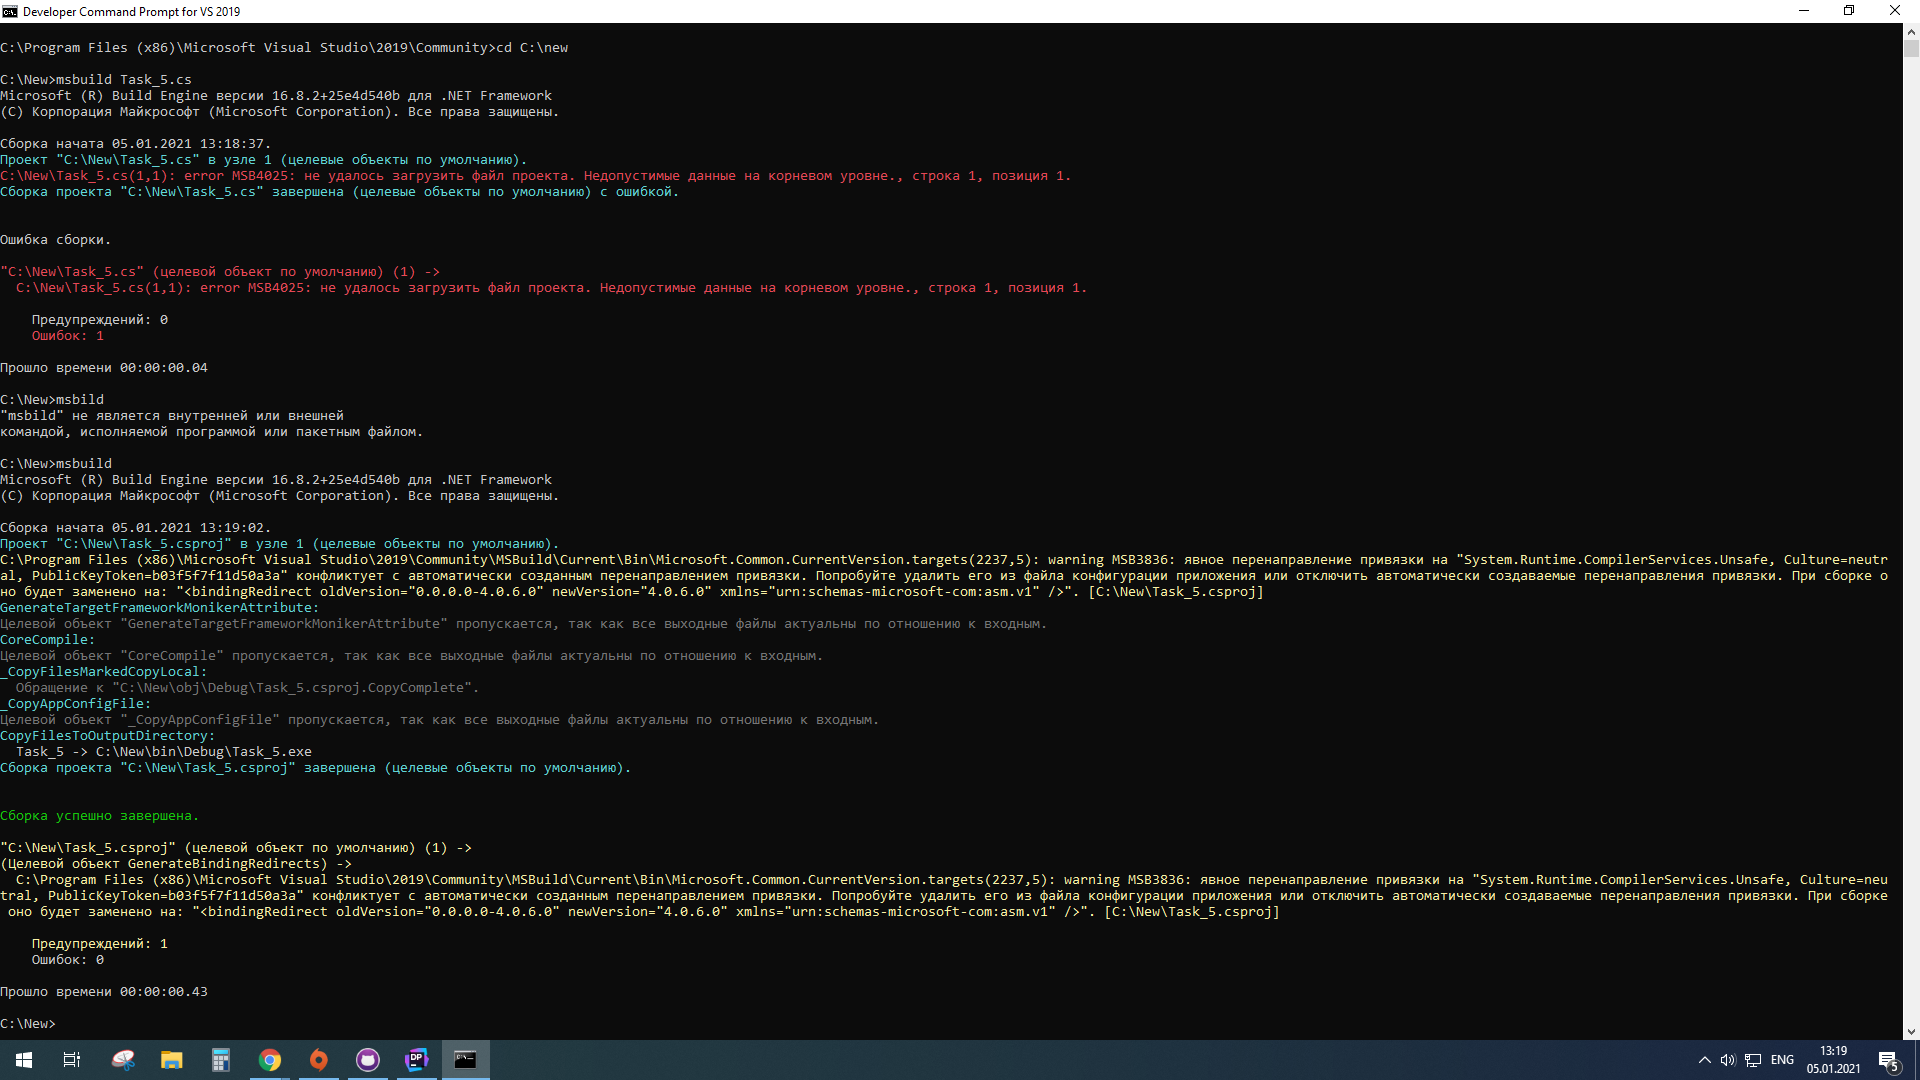 Developer Command Prompt for VS 2019
C:\Program Files (x86)\Microsoft Visual Studio\2019\Community>cd C:\new
C:\New>msbuild Task_5.cs
Microsoft (R) Build Engine версии 16.8.2+25e4d540b для .NET Framework
(C) Корпорация Майкрософт (Microsoft Corporation). Все права защищены.
Сборка начата 05.01.2021 13:18:37.
Проект "C:\New\Task_5.cs" в узле 1 (целевые объекты по умолчанию).
C:\New\Task_5.cs(1,1): error MSB4025: не удалось загрузить файл проекта. Недопустимые данные на корневом уровне., строка 1, позиция 1.
Сборка проекта "C:\New\Task_5.cs" завершена (целевые объекты по умолчанию) с ошибкой.
Ошибка сборки.
"C:\New\Task_5.cs" (целевой объект по умолчанию) (1) ->
C:\New\Task_5.cs(1,1): error MSB4025: не удалось загрузить файл проекта. Недопустимые данные на корневом уровне., строка 1, позиция 1.
Предупреждений: 0
Ошибок: 1
Прошло времени 00:00:00.04
C:\New>msbild
"msbild" не является внутренней или внешней
командой, исполняемой программой или пакетным файлом.
C:\New>msbuild
Microsoft (R) Build Engine версии 16.8.2+25e4d540b для .NET Framework
(C) Корпорация Майкрософт (Microsoft Corporation). Все права защищены.
Сборка начата 05.01.2021 13:19:02.
Проект "C:\New\Task_5.csproj" в узле 1 (целевые объекты по умолчанию).
C:\Program Files (x86)\Microsoft Visual Studio\2019\Community\MSBuild\Current\Bin\Microsoft.Common.CurrentVersion.targets(2237,5): warning MSB3836: явное перенаправление привязки на "System.Runtime.CompilerServices.Unsafe, Culture=neutr
al, PublicKeyToken=b03f5f7f11d50a3a" конфликтует с автоматически созданным перенаправлением привязки. Попробуйте удалить его из файла конфигурации приложения или отключить автоматически создаваемые перенаправления привязки. При сборке о
но будет заменено на: "<bindingRedirect oldVersion="0.0.0.0-4.0.6.0" newVersion="4.0.6.0" xmlns="urn:schemas-microsoft-com:asm.v1" />". [C:\New\Task_5.csproj]
GenerateTargetFrameworkMonikerAttribute:
Целевой объект "GenerateTargetFrameworkMonikerAttribute" пропускается, так как все выходные файлы актуальны по отношению к входным.
CoreCompile:
Целевой объект "CoreCompile" пропускается, так как все выходные файлы актуальны по отношению к входным.
_CopyFilesMarkedCopyLocal:
Обращение к "C:\New\obj\Debug\Task_5.csproj.CopyComplete".
_CopyAppConfigFile:
Целевой объект "_CopyAppConfigFile" пропускается, так как все выходные файлы актуальны по отношению к входным.
CopyFilesToOutputDirectory:
Task_5 -> C:\New\bin\Debug\Task_5.exe
Сборка проекта "C:\New\Task_5.csproj" завершена (целевые объекты по умолчанию).
Сборка успешно завершена.
"C:\New\Task_5.csproj" (целевой объект по умолчанию) (1) ->
(Целевой объект GenerateBindingRedirects) ->
C:\Program Files (x86)\Microsoft Visual Studio\2019\Community\MSBuild\Current\Bin\Microsoft.Common.CurrentVersion.targets(2237,5): warning MSB3836: явное перенаправление привязки на "System.Runtime.CompilerServices.Unsafe, Culture=neu
tral, PublicKeyToken=b03f5f7f11d50a3a" конфликтует с автоматически созданным перенаправлением привязки. Попробуйте удалить его из файла конфигурации приложения или отключить автоматически создаваемые перенаправления привязки. При сборке
оно будет заменено на: "<bindingRedirect oldVersion="0.0.0.0-4.0.6.0" newVersion="4.0.6.0" xmlns="urn:schemas-microsoft-com:asm.v1" />". [C:\New\Task_5.csproj]
Предупреждений: 1
Ошибок: 0
Прошло времени 00:00:00.43
C:\New>
DP
ENG
13:19
05.01.2021
5